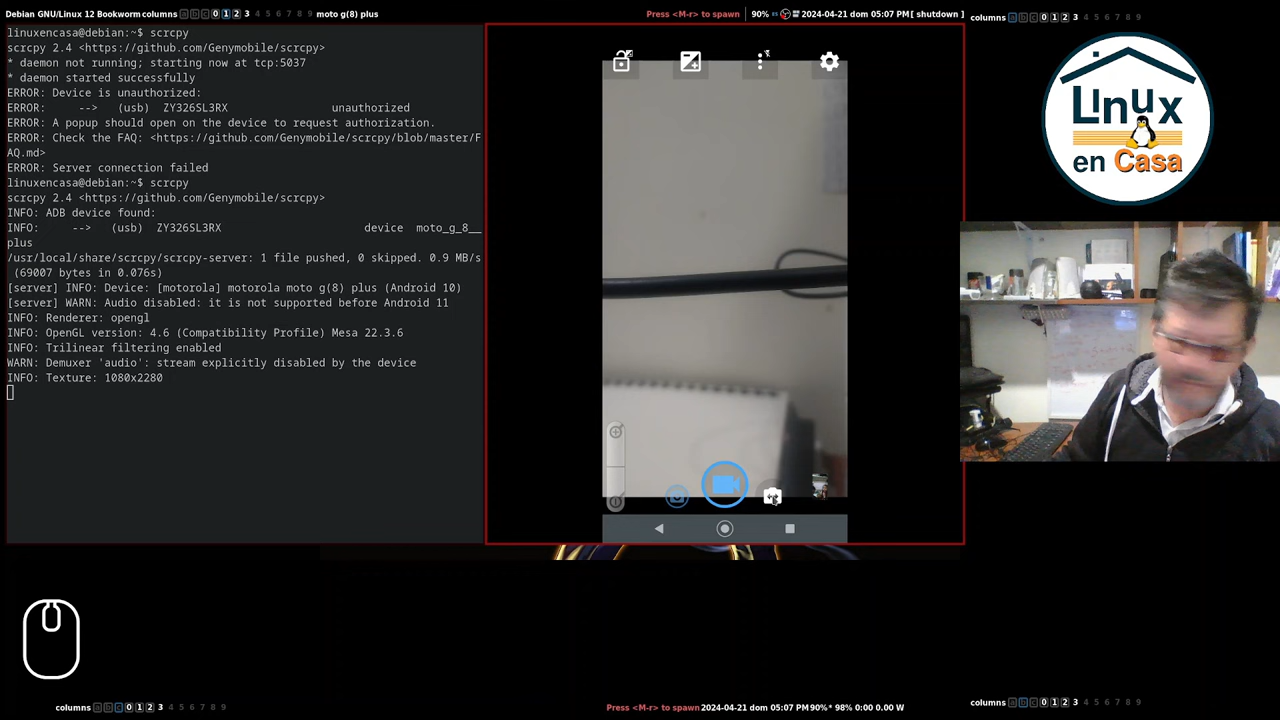 Debian GNU/Linux 12 Bookworm columns a b c 0 1 2 3 4 5 6 7 8 9 moto g(8) plus
Press <M-r> to spawn 90% ES 2024-04-21 dom 05:07 PM [ shutdown ]
columns a b c 0 1 2 3 4 5 6 7 8 9
linuxencasa@debian:~$ scrcpy
scrcpy 2.4 <https://github.com/Genymobile/scrcpy>
* daemon not running; starting now at tcp:5037
* daemon started successfully
ERROR: Device is unauthorized:
ERROR:     -->   (usb)  ZY326SL3RX             unauthorized
ERROR: A popup should open on the device to request authorization.
ERROR: Check the FAQ: <https://github.com/Genymobile/scrcpy/blob/master/F
AQ.md>
ERROR: Server connection failed
linuxencasa@debian:~$ scrcpy
scrcpy 2.4 <https://github.com/Genymobile/scrcpy>
INFO: ADB device found:
INFO:     -->   (usb)  ZY326SL3RX                  device  moto_g_8__
plus
/usr/local/share/scrcpy/scrcpy-server: 1 file pushed, 0 skipped. 0.9 MB/s
 (69007 bytes in 0.076s)
[server] INFO: Device: [motorola] motorola moto g(8) plus (Android 10)
[server] WARN: Audio disabled: it is not supported before Android 11
INFO: Renderer: opengl
INFO: OpenGL version: 4.6 (Compatibility Profile) Mesa 22.3.6
INFO: Trilinear filtering enabled
WARN: Demuxer 'audio': stream explicitly disabled by the device
INFO: Texture: 1080x2280
Linux
en Casa
columns a b c 0 1 2 3 4 5 6 7 8 9
Press <M-r> to spawn 2024-04-21 dom 05:07 PM 90%* 98% 0:00 0.00 W
columns a b c 0 1 2 3 4 5 6 7 8 9